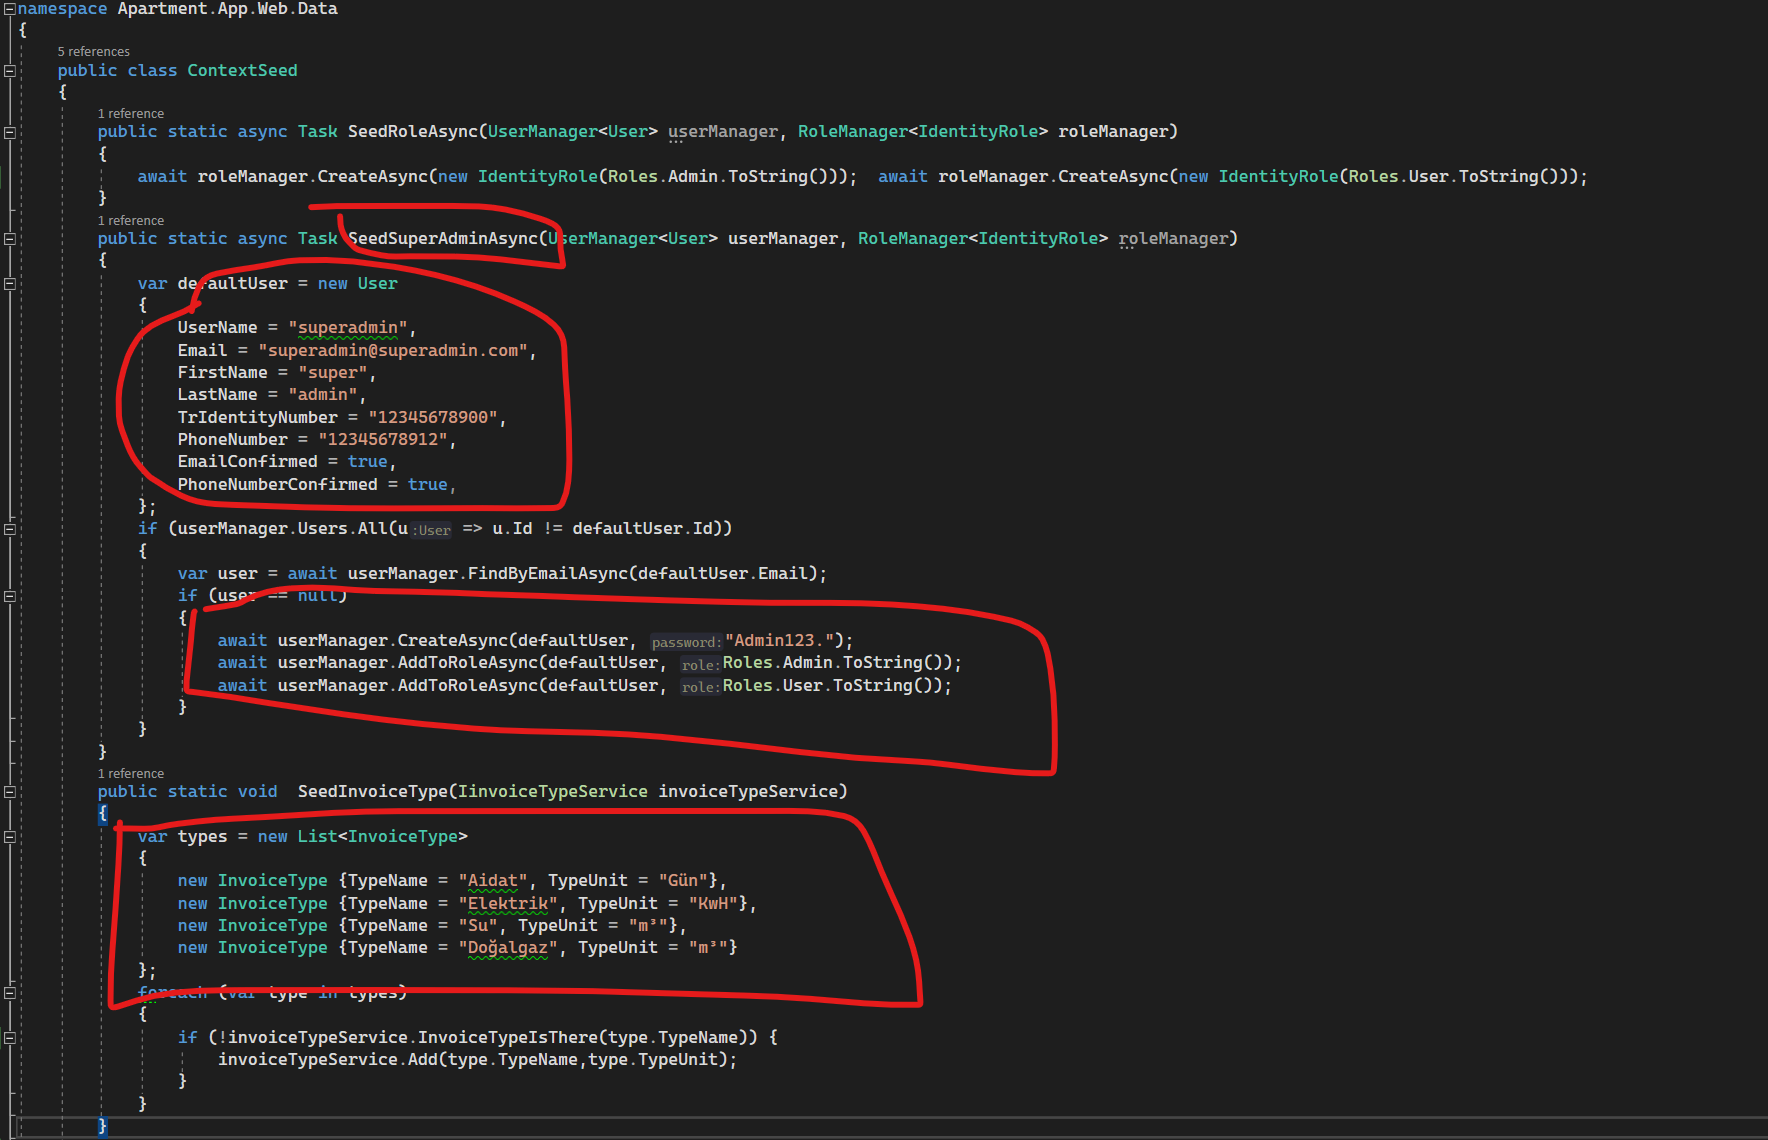 namespace Apartment.App.Web.Data
{
5 references
public class ContextSeed
{
1 reference
public static async Task SeedRoleAsync(UserManager<User> userManager, RoleManager<IdentityRole> roleManager)
{
await roleManager.CreateAsync(new IdentityRole(Roles.Admin.ToString()));  await roleManager.CreateAsync(new IdentityRole(Roles.User.ToString()));
}
1 reference
public static async Task SeedSuperAdminAsync(UserManager<User> userManager, RoleManager<IdentityRole> roleManager)
{
var defaultUser = new User
{
UserName = "superadmin",
Email = "superadmin@superadmin.com",
FirstName = "super",
LastName = "admin",
TrIdentityNumber = "12345678900",
PhoneNumber = "12345678912",
EmailConfirmed = true,
PhoneNumberConfirmed = true,
};
if (userManager.Users.All(u:User => u.Id != defaultUser.Id))
{
var user = await userManager.FindByEmailAsync(defaultUser.Email);
if (user == null)
{
await userManager.CreateAsync(defaultUser, password:"Admin123.");
await userManager.AddToRoleAsync(defaultUser, role:Roles.Admin.ToString());
await userManager.AddToRoleAsync(defaultUser, role:Roles.User.ToString());
}
}
}
1 reference
public static void  SeedInvoiceType(IinvoiceTypeService invoiceTypeService)
{
var types = new List<InvoiceType>
{
new InvoiceType {TypeName = "Aidat", TypeUnit = "Gün"},
new InvoiceType {TypeName = "Elektrik", TypeUnit = "KwH"},
new InvoiceType {TypeName = "Su", TypeUnit = "m³"},
new InvoiceType {TypeName = "Doğalgaz", TypeUnit = "m³"}
};
foreach (var type in types)
{
if (!invoiceTypeService.InvoiceTypeIsThere(type.TypeName)) {
invoiceTypeService.Add(type.TypeName,type.TypeUnit);
}
}
}